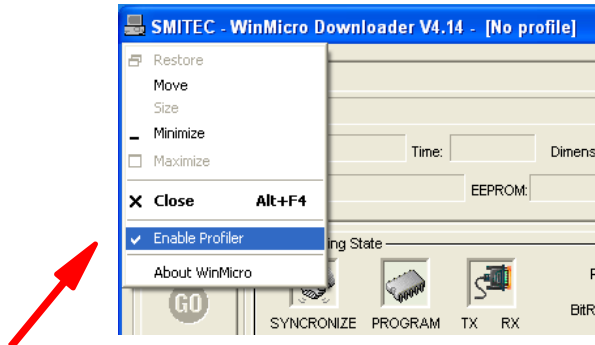 SMITEC - WinMicro Downloader V4.14 - [No profile]
Restore
Move
Size
Minimize
Maximize
Close Alt+F4
Enable Profiler
About WinMicro
Time:
Dimens
EEPROM:
ing State
GO
SYNCRONIZE PROGRAM TX RX
BitR